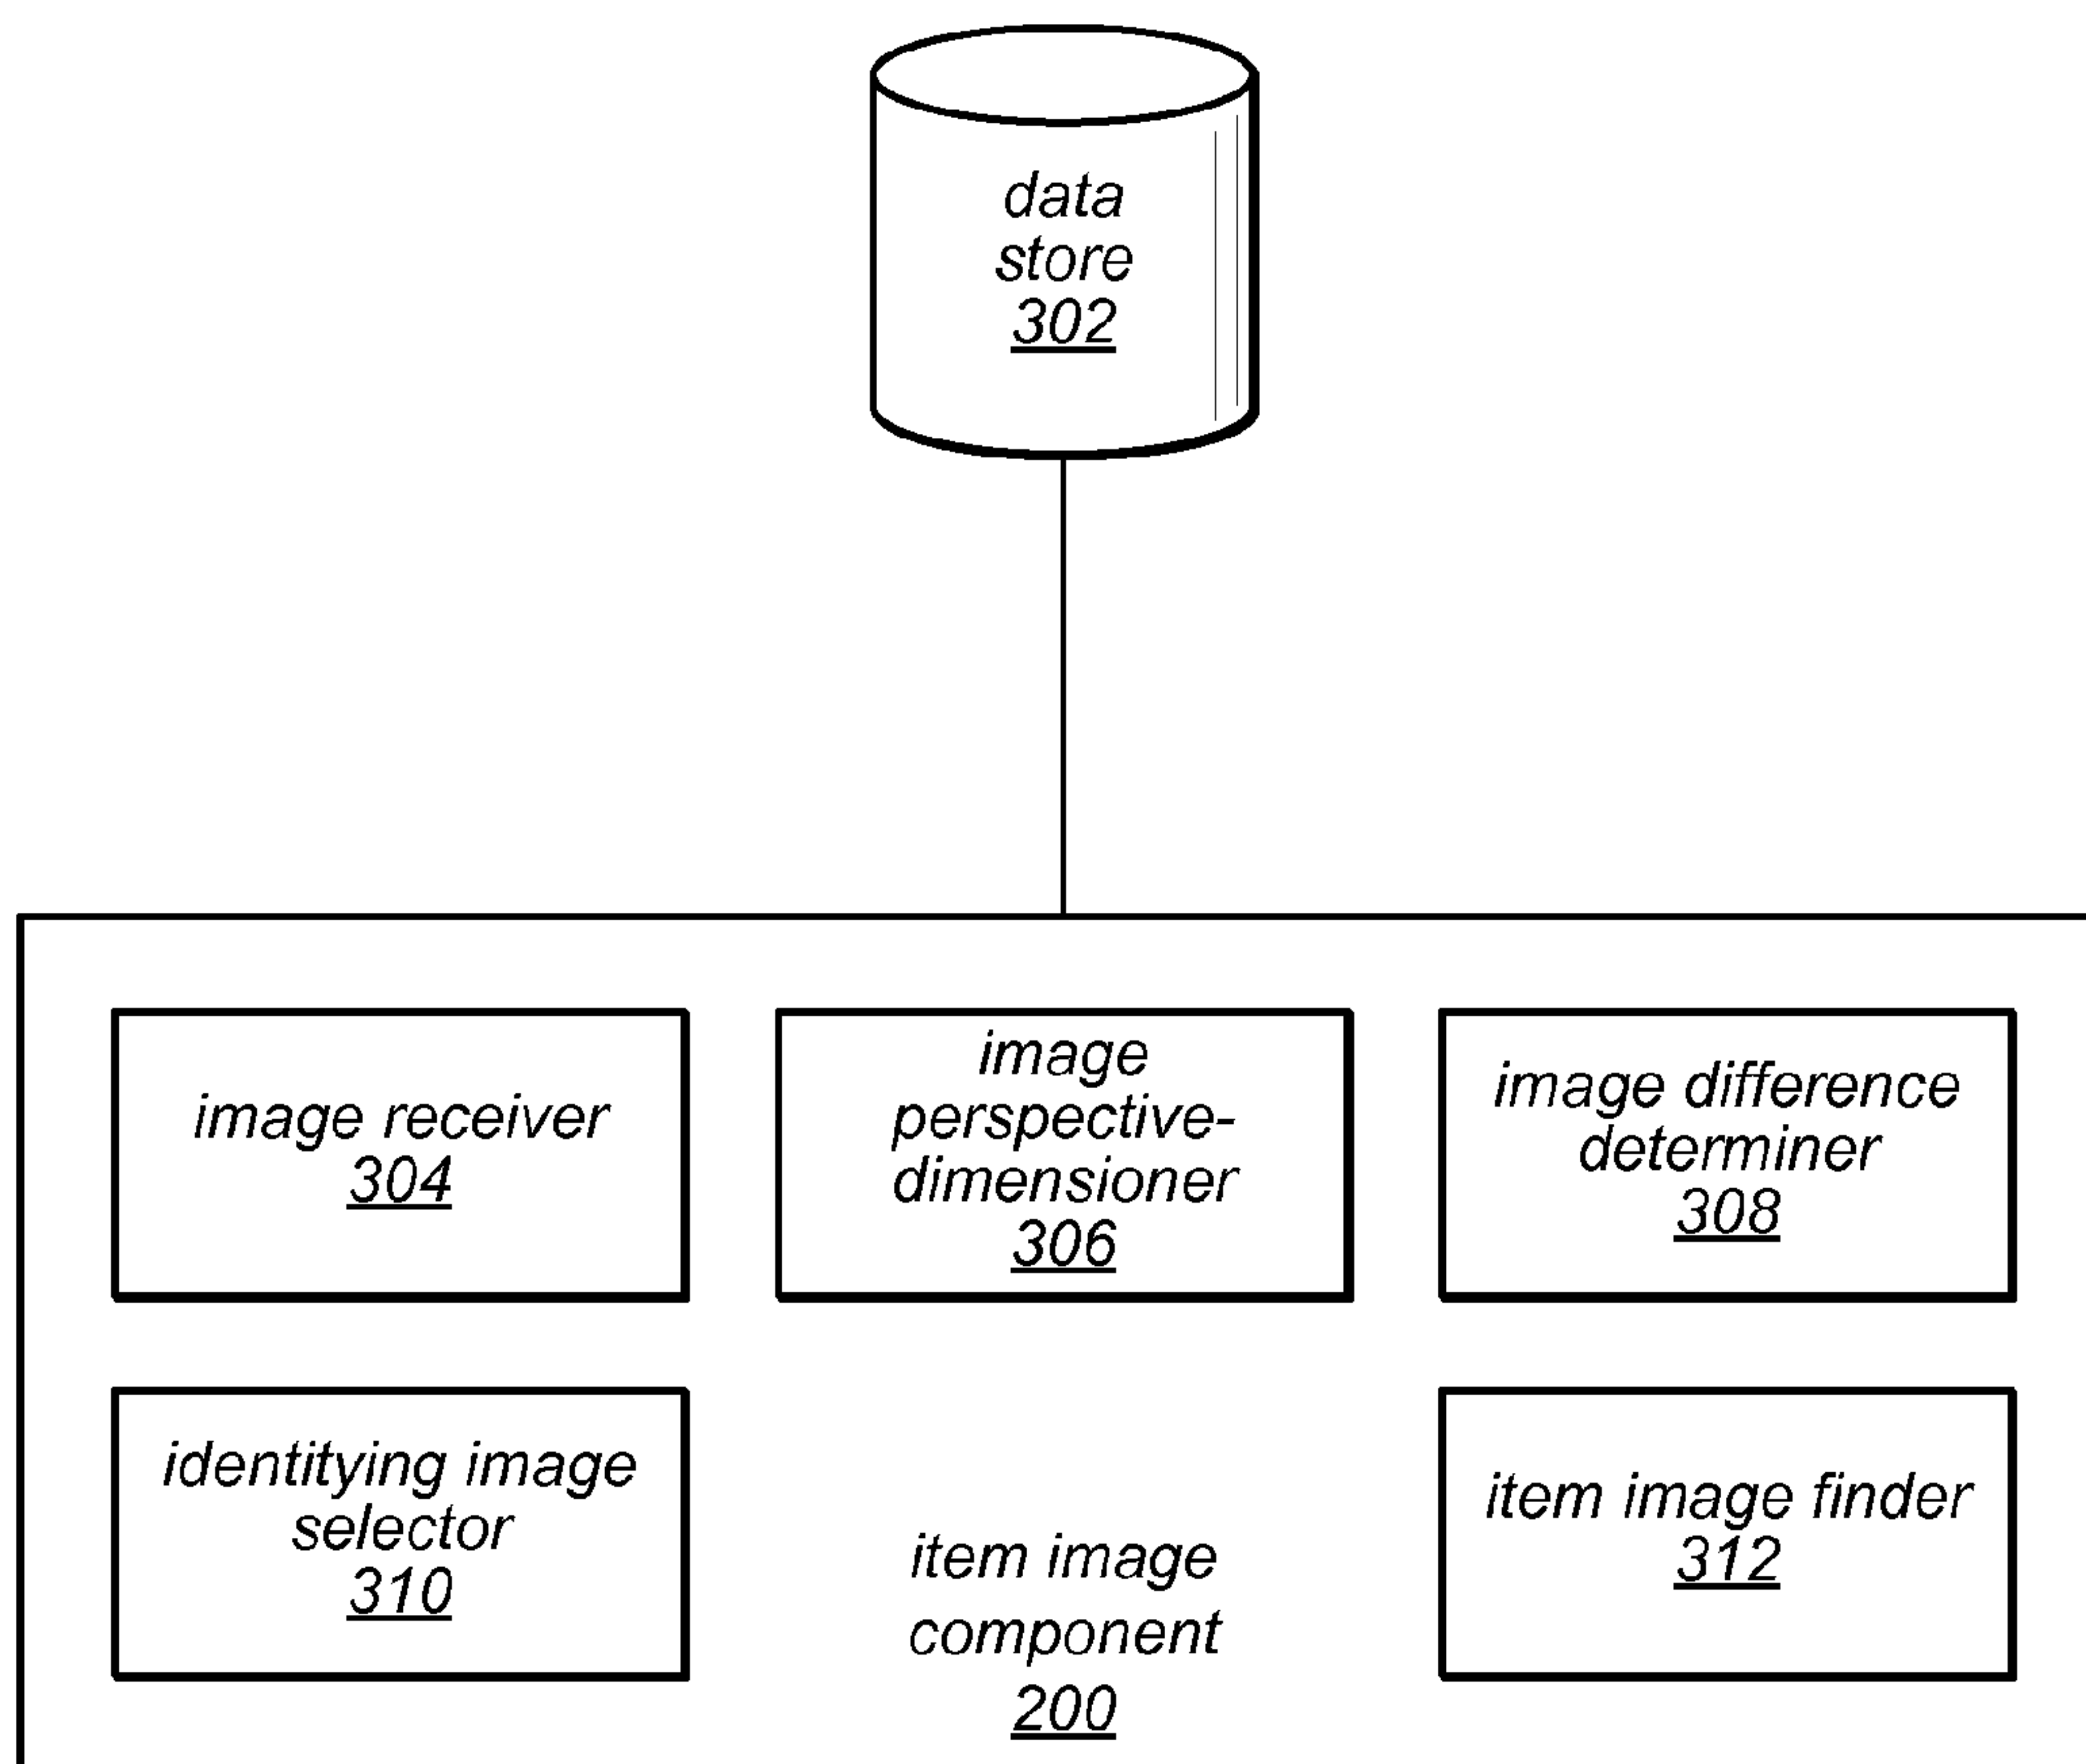 data
store
302
image receiver
304
image
perspective-
dimensioner
306
image difference
determiner
308
identitying image
selector
310
item image
component
200
item image finder
312